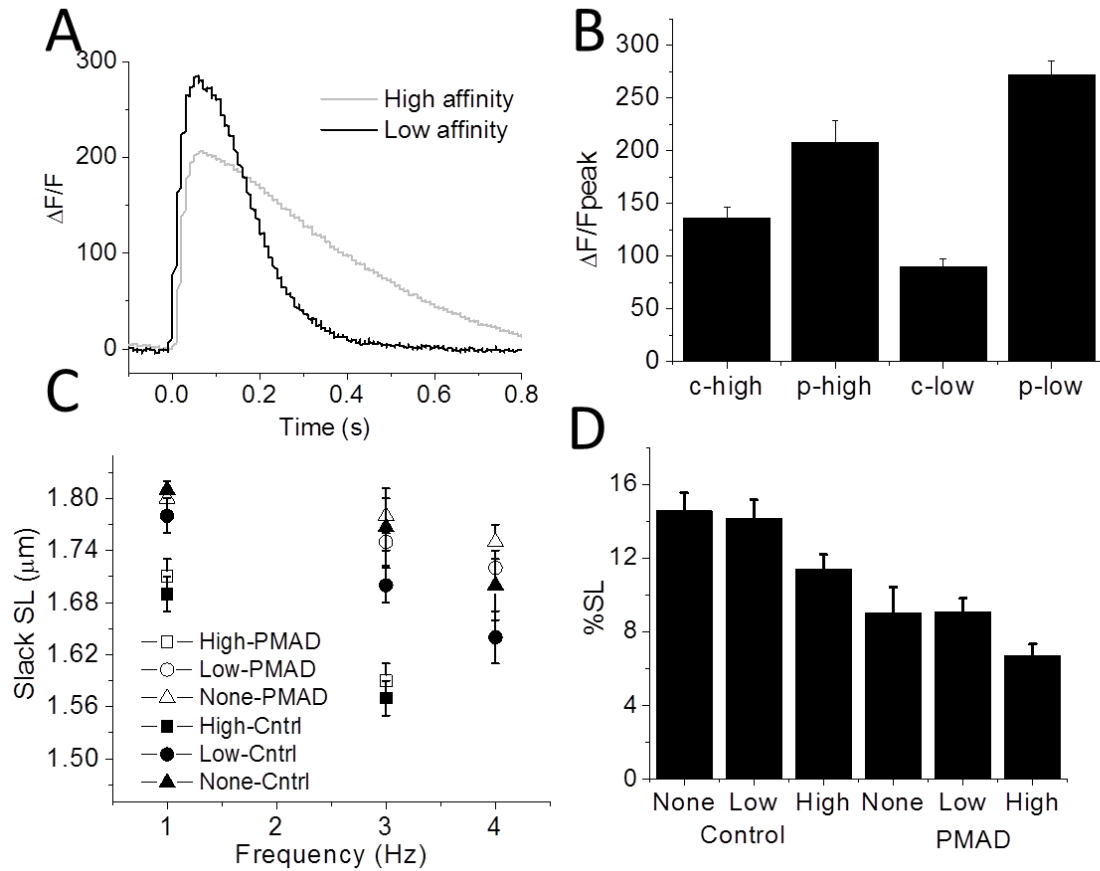 A
300
200
100
0
ΔF/F
High affinity
Low affinity
0.0 0.2 0.4 0.6 0.8
Time (s)
B
300
250
200
150
100
50
0
ΔF/Fpeak
c-high p-high c-low p-low
C
1.80
1.74
1.68
1.62
1.56
1.50
Slack SL (μm)
High-PMAD
Low-PMAD
None-PMAD
High-Cntrl
Low-Cntrl
None-Cntrl
1 2 3 4
Frequency (Hz)
D
16
12
8
4
0
%SL
None Low High None Low High
Control PMAD